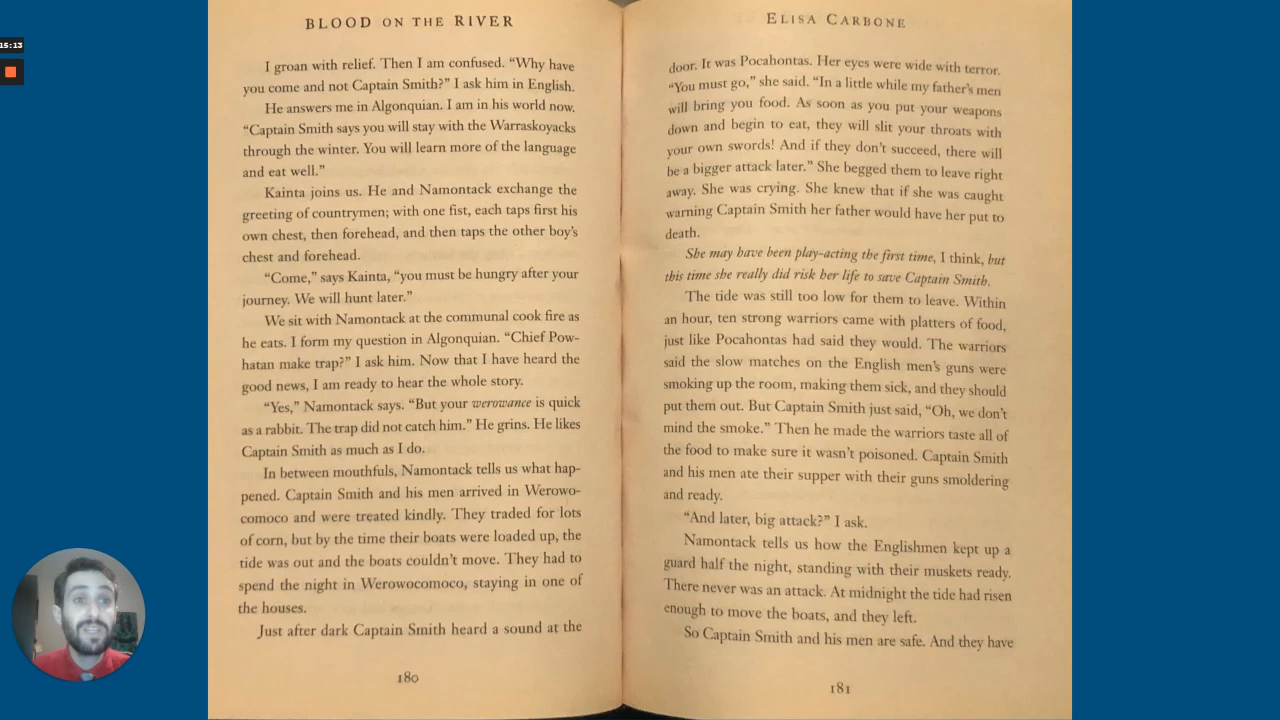 15:13
BLOOD ON THE RIVER
I groan with relief. Then I am confused. “Why have
you come and not Captain Smith?” I ask him in English.
He answers me in Algonquian. I am in his world now.
“Captain Smith says you will stay with the Warraskoyacks
through the winter. You will learn more of the language
and eat well.”
Kainta joins us. He and Namontack exchange the
greeting of countrymen; with one fist, each taps first his
own chest, then forehead, and then taps the other boy’s
chest and forehead.
“Come,” says Kainta, “you must be hungry after your
journey. We will hunt later.”
We sit with Namontack at the communal cook fire as
he eats. I form my question in Algonquian. “Chief Pow-
hatan make trap?” I ask him. Now that I have heard the
good news, I am ready to hear the whole story.
“Yes,” Namontack says. “But your werowance is quick
as a rabbit. The trap did not catch him.” He grins. He likes
Captain Smith as much as I do.
In between mouthfuls, Namontack tells us what hap-
pened. Captain Smith and his men arrived in Werowo-
comoco and were treated kindly. They traded for lots
of corn, but by the time their boats were loaded up, the
tide was out and the boats couldn’t move. They had to
spend the night in Werowocomoco, staying in one of
the houses.
Just after dark Captain Smith heard a sound at the
180
ELISA CARBONE
door. It was Pocahontas. Her eyes were wide with terror.
“You must go,” she said. “In a little while my father’s men
will bring you food. As soon as you put your weapons
down and begin to eat, they will slit your throats with
your own swords! And if they don’t succeed, there will
be a bigger attack later.” She begged them to leave right
away. She was crying. She knew that if she was caught
warning Captain Smith her father would have her put to
death.
She may have been play-acting the first time, I think, but
this time she really did risk her life to save Captain Smith.
The tide was still too low for them to leave. Within
an hour, ten strong warriors came with platters of food,
just like Pocahontas had said they would. The warriors
said the slow matches on the English men’s guns were
smoking up the room, making them sick, and they should
put them out. But Captain Smith just said, “Oh, we don’t
mind the smoke.” Then he made the warriors taste all of
the food to make sure it wasn’t poisoned. Captain Smith
and his men ate their supper with their guns smoldering
and ready.
“And later, big attack?” I ask.
Namontack tells us how the Englishmen kept up a
guard half the night, standing with their muskets ready.
There never was an attack. At midnight the tide had risen
enough to move the boats, and they left.
So Captain Smith and his men are safe. And they have
181